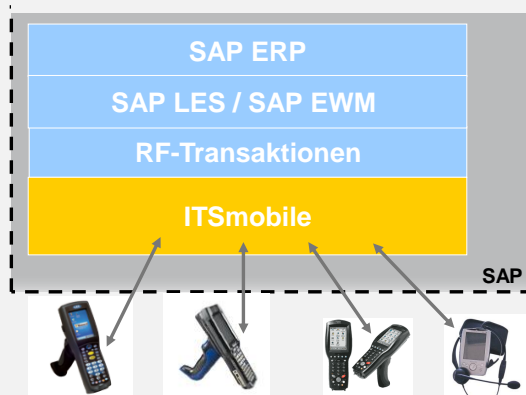 SAP ERP
SAP LES / SAP EWM
RF-Transaktionen
ITSmobile
SAP